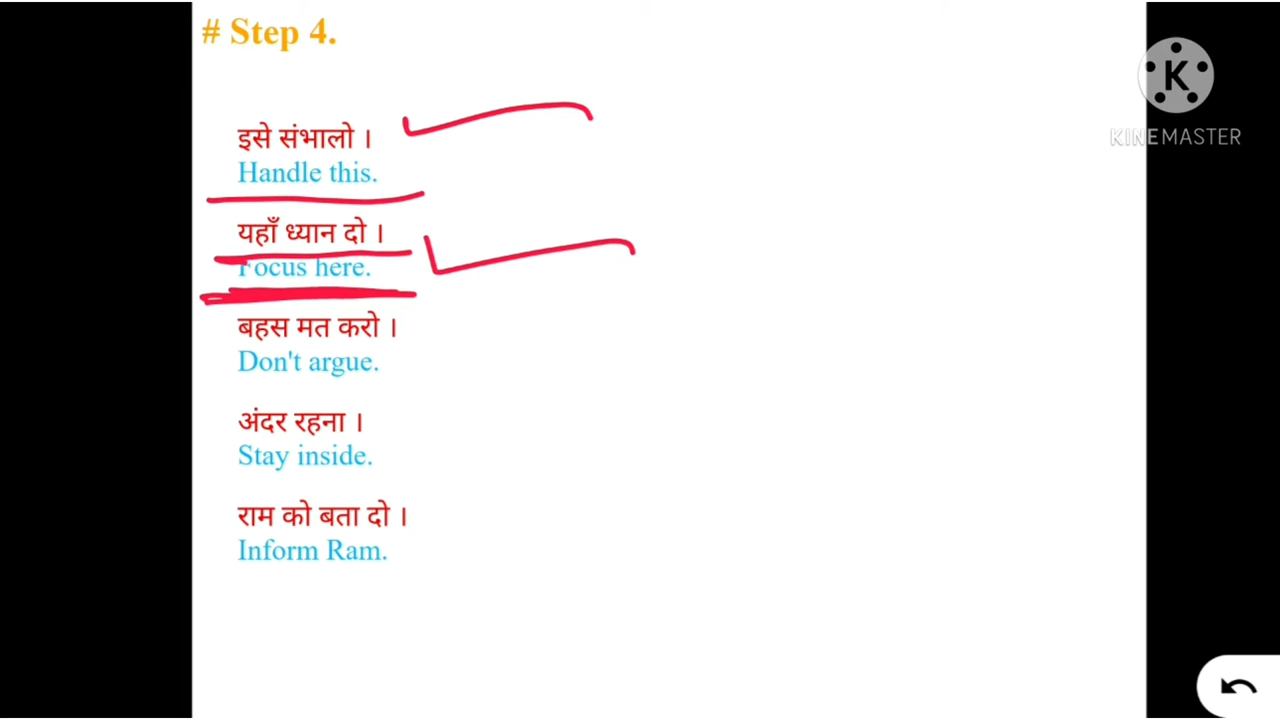 # Step 4.
इसे संभालो ।
Handle this.
यहाँ ध्यान दो ।
Focus here.
बहस मत करो ।
Don't argue.
अंदर रहना ।
Stay inside.
राम को बता दो ।
Inform Ram.
K
KINEMASTER